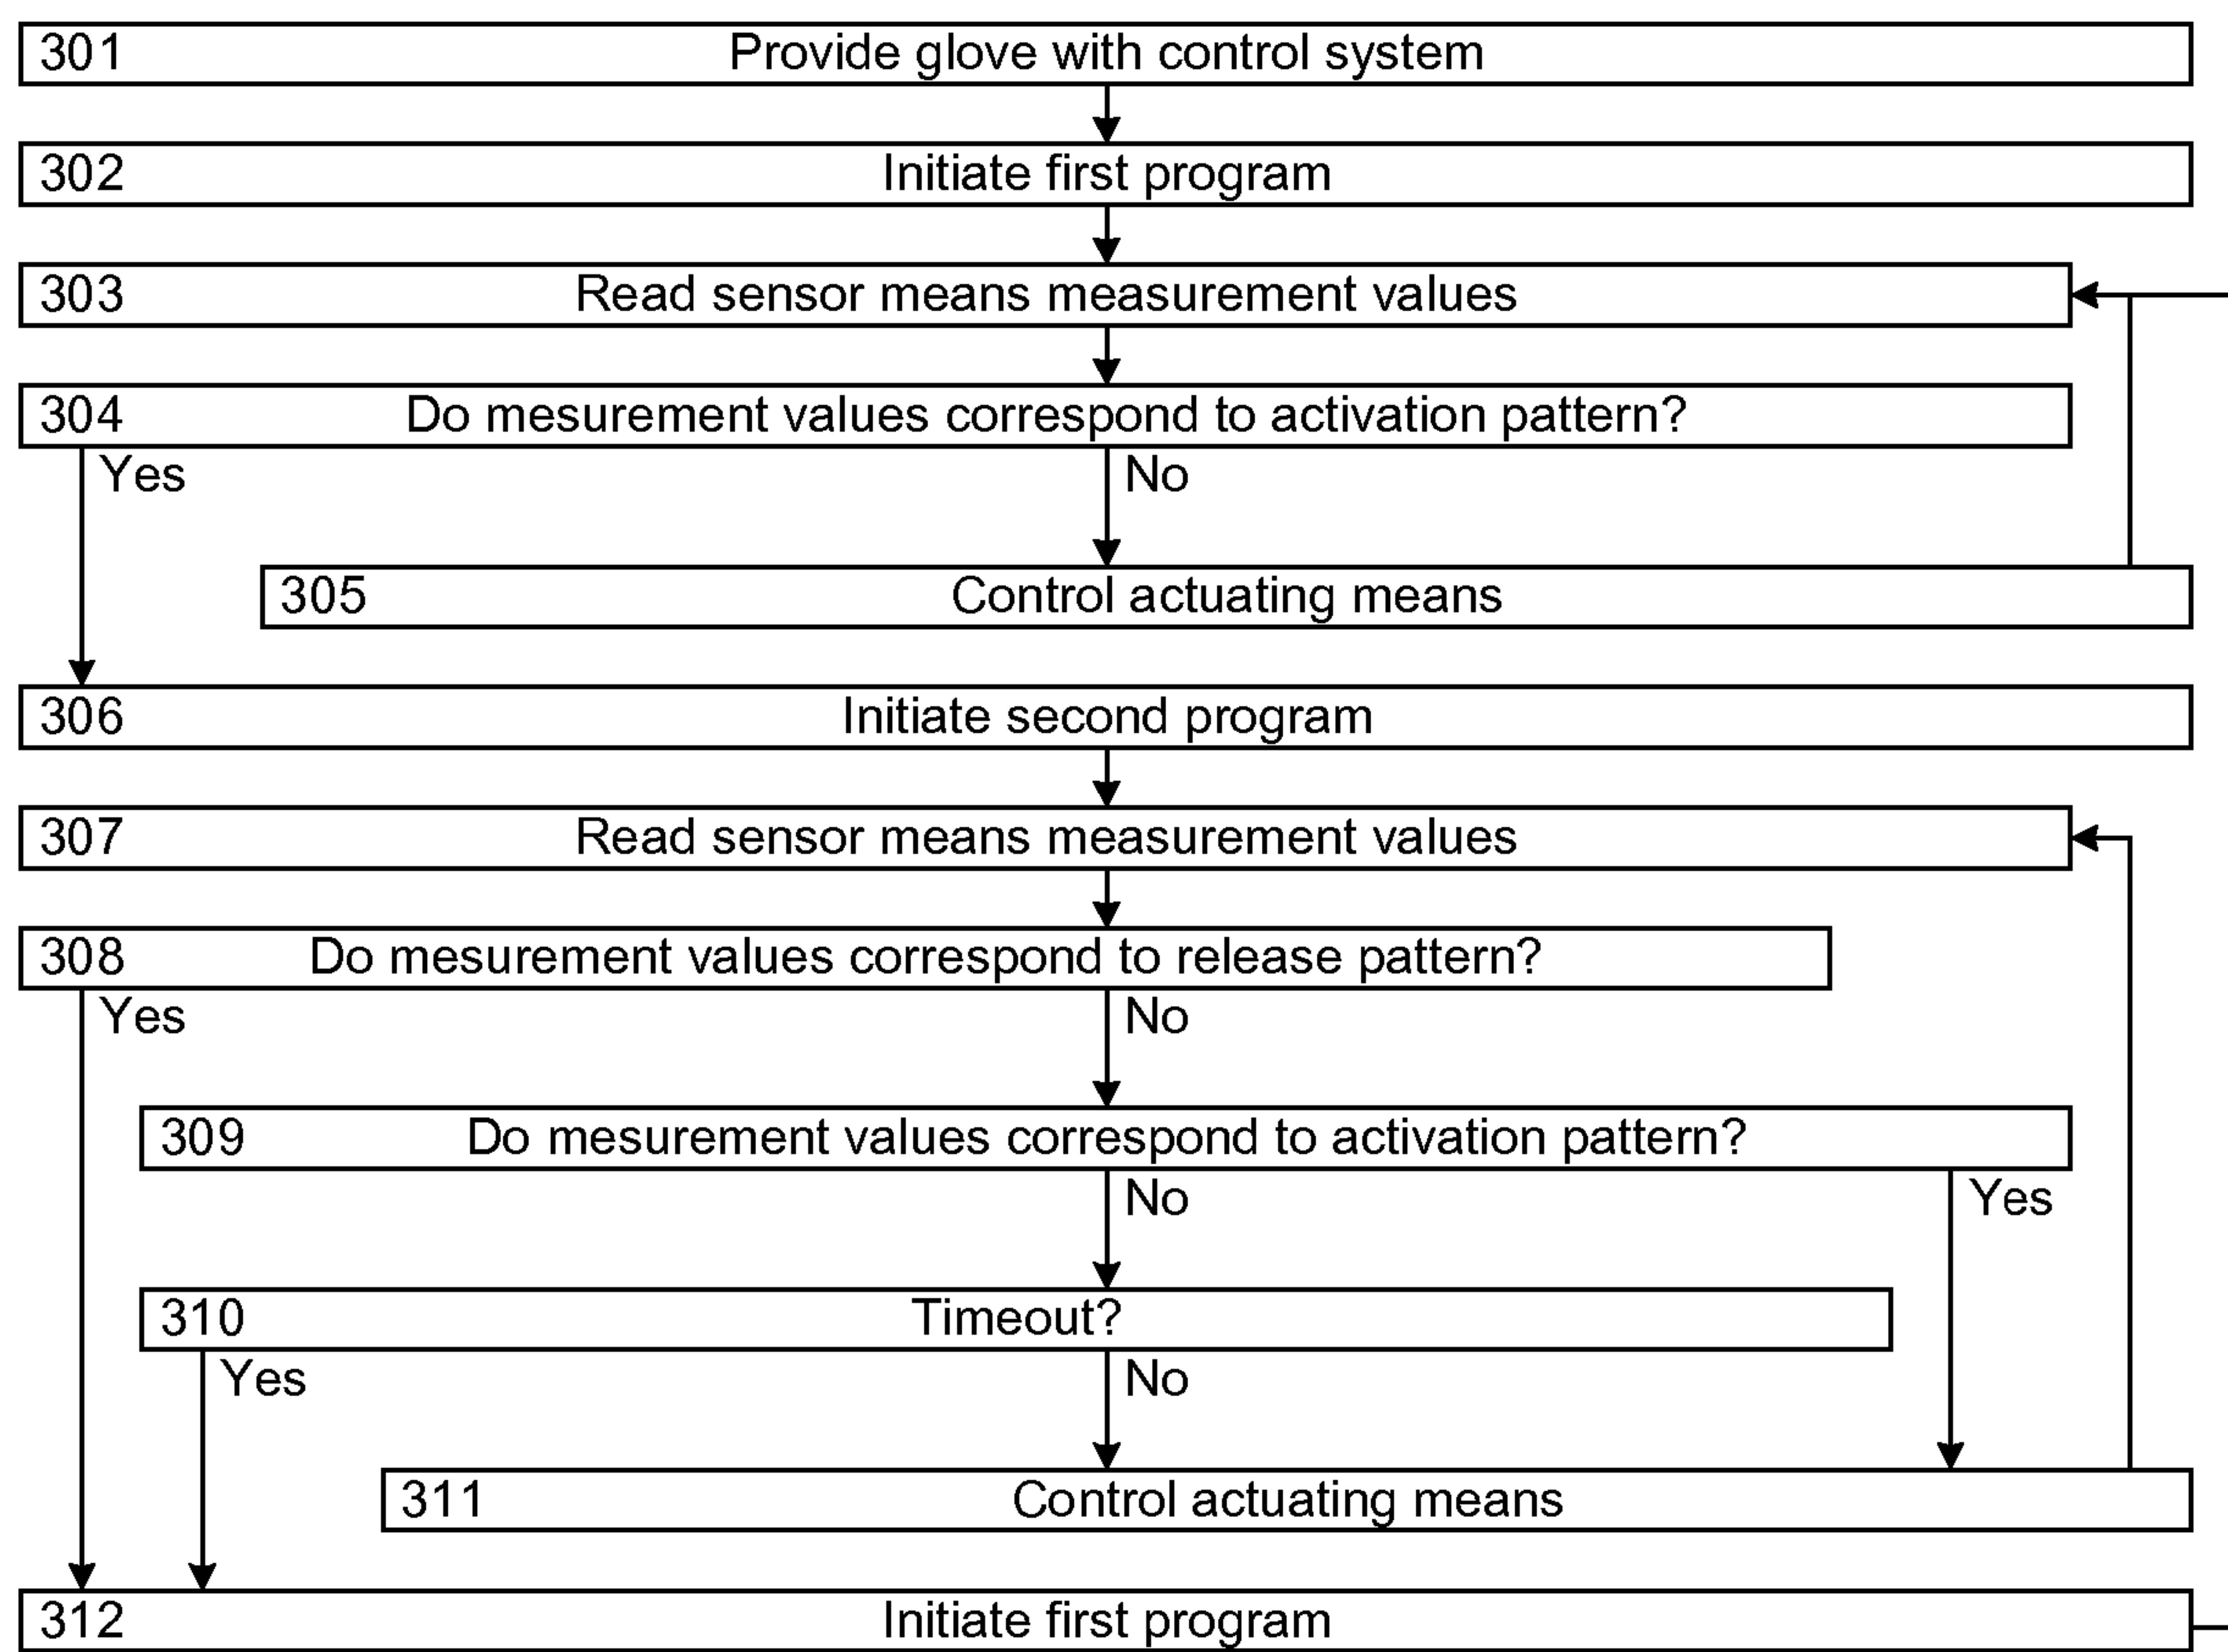 301 Provide glove with control system
302 Initiate first program
303 Read sensor means measurement values
304 Do mesurement values correspond to activation pattern?
Yes No
305 Control actuating means
306 Initiate second program
307 Read sensor means measurement values
308 Do mesurement values correspond to release pattern?
Yes No
309 Do mesurement values correspond to activation pattern?
No Yes
310 Timeout?
Yes No
311 Control actuating means
312 Initiate first program